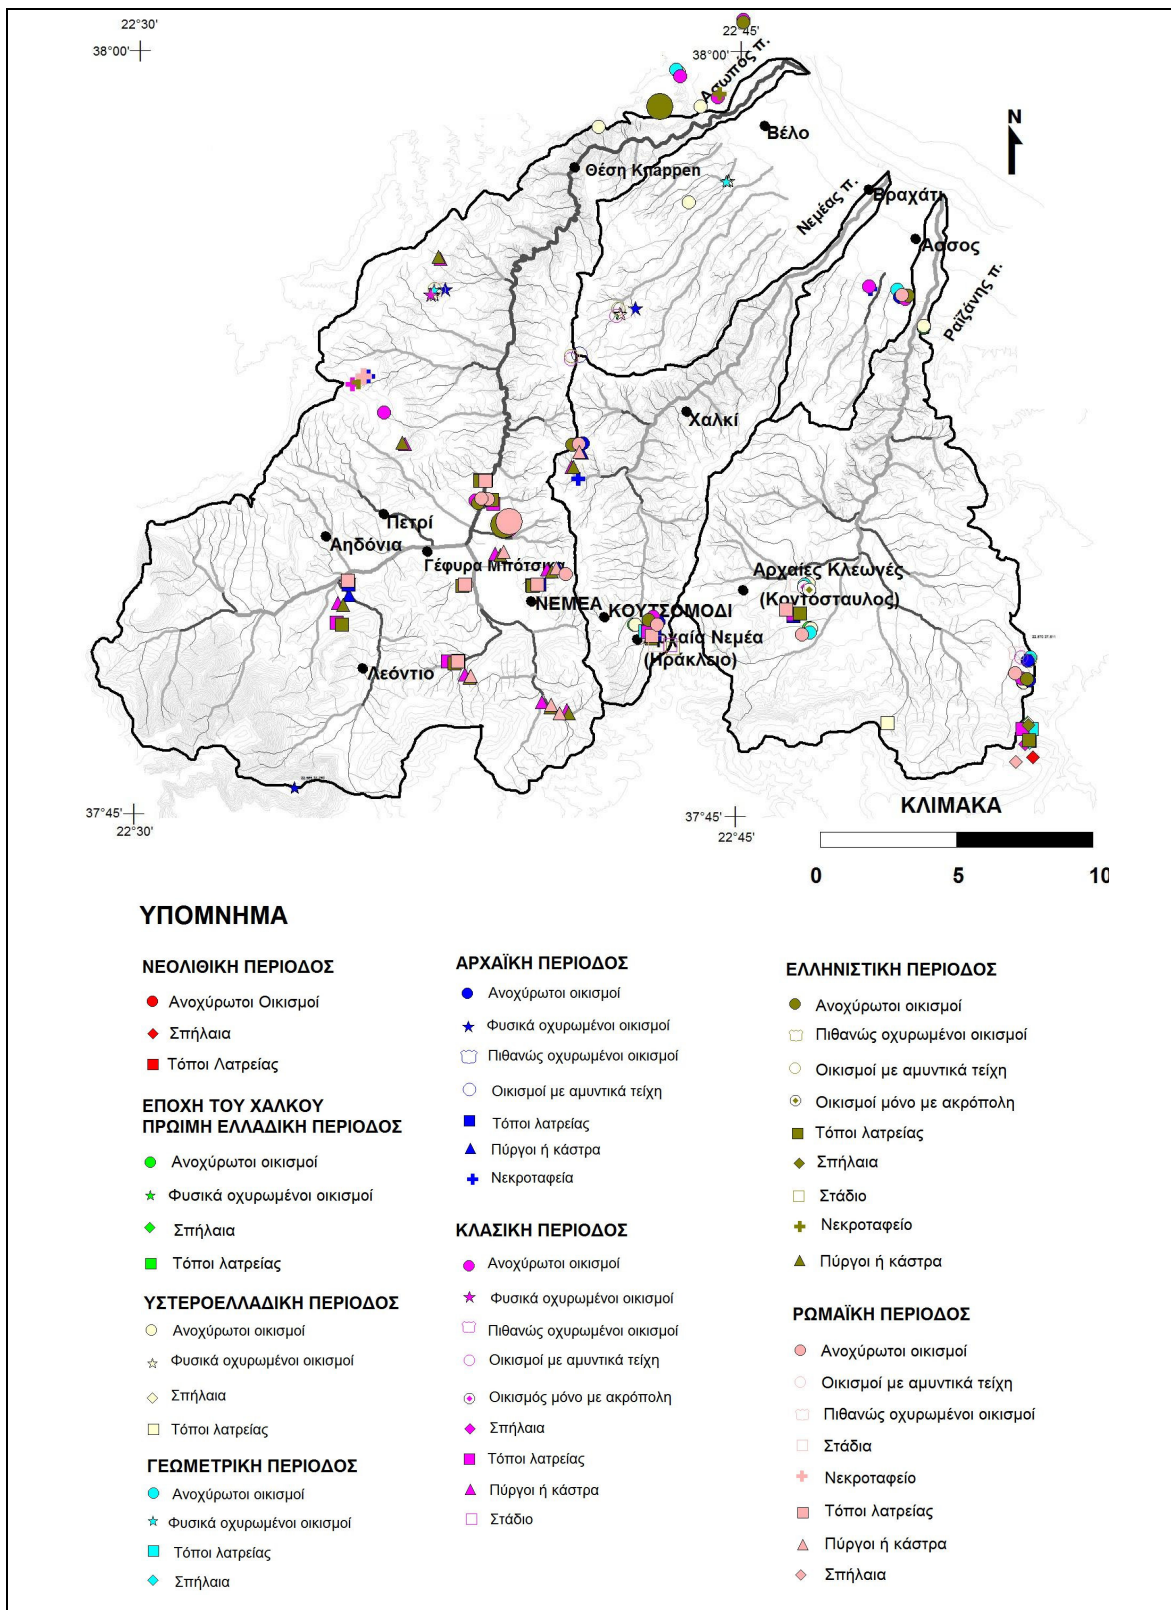 22°30'
22°45'
38°00'
38°00'
Ασωπός π.
Βέλο
N
Θέση Knappen
Νεμέας π.
Βραχάτι
Άσσος
Ραϊζάνης π.
Χαλκί
Πετρί
Αηδόνια
Γέφυρα Μπότσικα
Αρχαίες Κλεωνές
(Κοντόσταυλος)
ΝΕΜΕΑ
ΚΟΥΤΣΟΜΟΔΙ
Αρχαία Νεμέα
(Ηράκλειο)
Λεόντιο
37°45'
22°30'
37°45'
22°45'
ΚΛΙΜΑΚΑ
0 5 10
ΥΠΟΜΝΗΜΑ
ΝΕΟΛΙΘΙΚΗ ΠΕΡΙΟΔΟΣ
Ανοχύρωτοι Οικισμοί
Σπήλαια
Τόποι Λατρείας
ΕΠΟΧΗ ΤΟΥ ΧΑΛΚΟΥ
ΠΡΩΙΜΗ ΕΛΛΑΔΙΚΗ ΠΕΡΙΟΔΟΣ
Ανοχύρωτοι οικισμοί
Φυσικά οχυρωμένοι οικισμοί
Σπήλαια
Τόποι λατρείας
ΥΣΤΕΡΟΕΛΛΑΔΙΚΗ ΠΕΡΙΟΔΟΣ
Ανοχύρωτοι οικισμοί
Φυσικά οχυρωμένοι οικισμοί
Σπήλαια
Τόποι λατρείας
ΓΕΩΜΕΤΡΙΚΗ ΠΕΡΙΟΔΟΣ
Ανοχύρωτοι οικισμοί
Φυσικά οχυρωμένοι οικισμοί
Τόποι λατρείας
Σπήλαια
ΑΡΧΑΪΚΗ ΠΕΡΙΟΔΟΣ
Ανοχύρωτοι οικισμοί
Φυσικά οχυρωμένοι οικισμοί
Πιθανώς οχυρωμένοι οικισμοί
Οικισμοί με αμυντικά τείχη
Τόποι λατρείας
Πύργοι ή κάστρα
Νεκροταφεία
ΚΛΑΣΙΚΗ ΠΕΡΙΟΔΟΣ
Ανοχύρωτοι οικισμοί
Φυσικά οχυρωμένοι οικισμοί
Πιθανώς οχυρωμένοι οικισμοί
Οικισμοί με αμυντικά τείχη
Οικισμός μόνο με ακρόπολη
Σπήλαια
Τόποι λατρείας
Πύργοι ή κάστρα
Στάδιο
ΕΛΛΗΝΙΣΤΙΚΗ ΠΕΡΙΟΔΟΣ
Ανοχύρωτοι οικισμοί
Πιθανώς οχυρωμένοι οικισμοί
Οικισμοί με αμυντικά τείχη
Οικισμοί μόνο με ακρόπολη
Τόποι λατρείας
Σπήλαια
Στάδιο
Νεκροταφείο
Πύργοι ή κάστρα
ΡΩΜΑΪΚΗ ΠΕΡΙΟΔΟΣ
Ανοχύρωτοι οικισμοί
Οικισμοί με αμυντικά τείχη
Πιθανώς οχυρωμένοι οικισμοί
Στάδια
Νεκροταφείο
Τόποι λατρείας
Πύργοι ή κάστρα
Σπήλαια